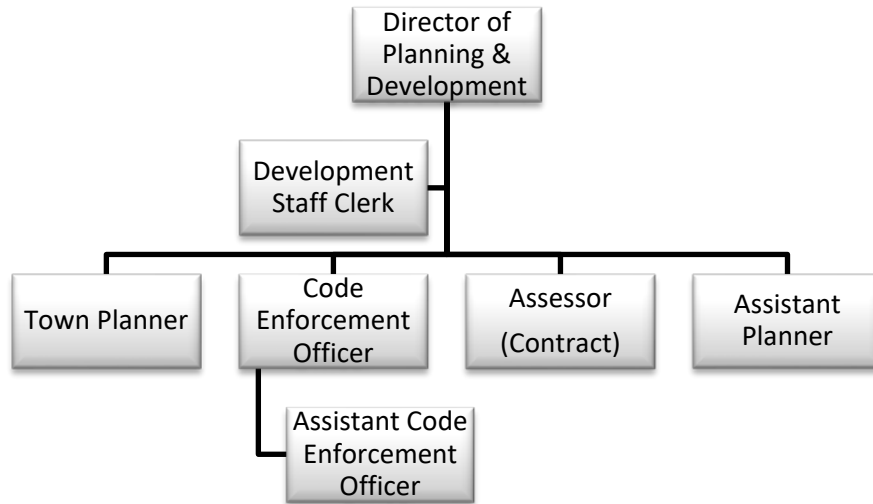 Director of
Planning &
Development
Development
Staff Clerk
Town Planner
Code
Enforcement
Officer
Assessor
(Contract)
Assistant
Planner
Assistant Code
Enforcement
Officer